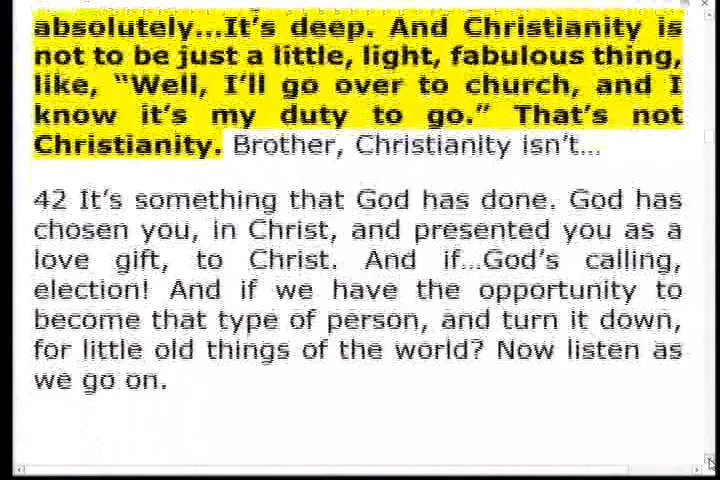 absolutely...It's deep. And Christianity is
not to be just a little, light, fabulous thing,
like, “Well, I'll go over to church, and I
know it's my duty to go.” That's not
Christianity. Brother, Christianity isn't...
42 It's something that God has done. God has
chosen you, in Christ, and presented you as a
love gift, to Christ. And if...God's calling,
election! And if we have the opportunity to
become that type of person, and turn it down,
for little old things of the world? Now listen as
we go on.